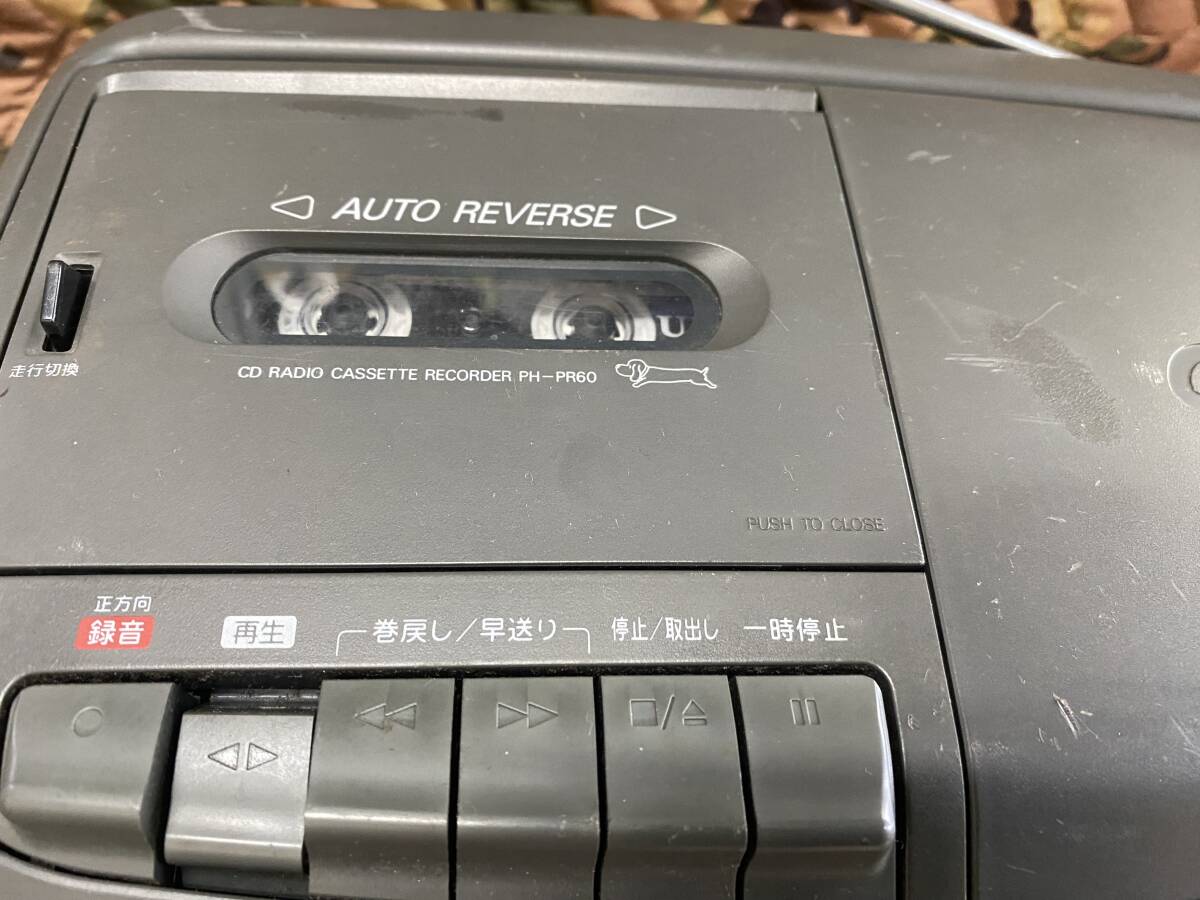 AUTO REVERSE
走行切換
CD RADIO CASSETTE RECORDER PH-PR60
PUSH TO CLOSE
正方向
録音
再生
巻戻し/早送り
停止/取出し
一時停止